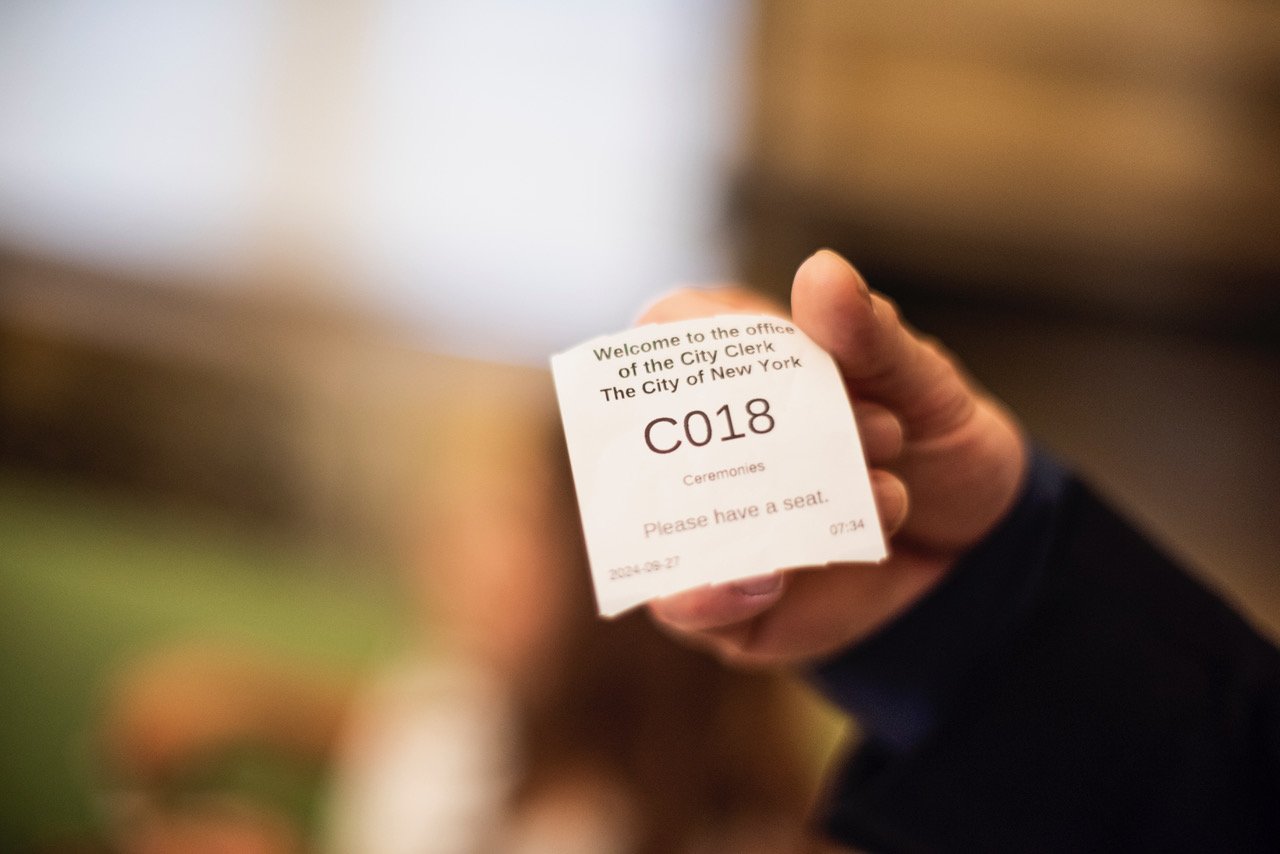 Welcome to the office
of the City Clerk
The City of New York
C018
Ceremonies
Please have a seat.
07:34
2024-09-27